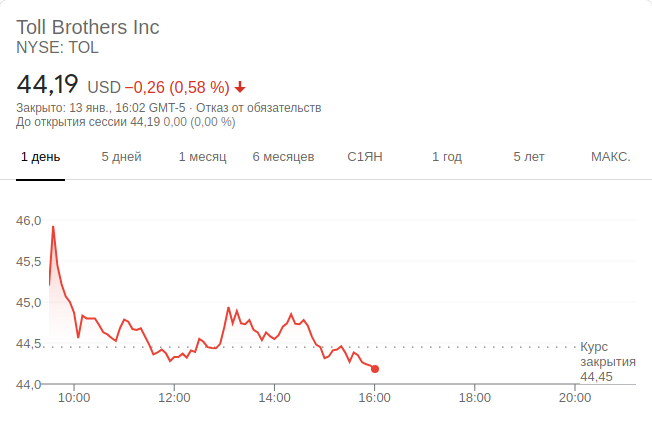 Toll Brothers Inc
NYSE: TOL
44,19 USD −0,26 (0,58 %) ↓
Закрыто: 13 янв., 16:02 GMT-5 · Отказ от обязательств
До открытия сессии 44,19 0,00 (0,00 %)
1 день 5 дней 1 месяц 6 месяцев С1ЯН 1 год 5 лет МАКС.
46,0
45,5
45,0
44,5
44,0
Курс
закрытия
44,45
10:00 12:00 14:00 16:00 18:00 20:00